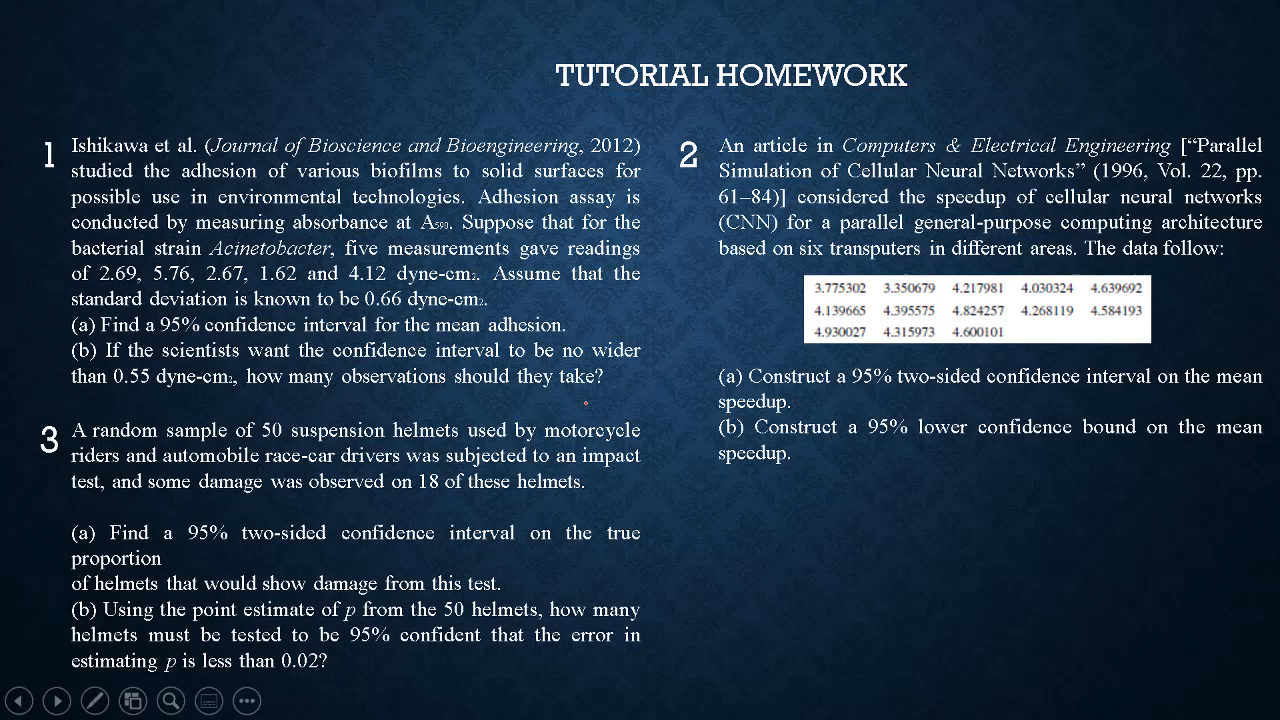 TUTORIAL HOMEWORK
1
Ishikawa et al. (Journal of Bioscience and Bioengineering, 2012)
studied the adhesion of various biofilms to solid surfaces for
possible use in environmental technologies. Adhesion assay is
conducted by measuring absorbance at A₅₉₀. Suppose that for the
bacterial strain Acinetobacter, five measurements gave readings
of 2.69, 5.76, 2.67, 1.62 and 4.12 dyne-cm₂. Assume that the
standard deviation is known to be 0.66 dyne-cm₂.
(a) Find a 95% confidence interval for the mean adhesion.
(b) If the scientists want the confidence interval to be no wider
than 0.55 dyne-cm₂, how many observations should they take?
3
A random sample of 50 suspension helmets used by motorcycle
riders and automobile race-car drivers was subjected to an impact
test, and some damage was observed on 18 of these helmets.
(a) Find a 95% two-sided confidence interval on the true
proportion
of helmets that would show damage from this test.
(b) Using the point estimate of p from the 50 helmets, how many
helmets must be tested to be 95% confident that the error in
estimating p is less than 0.02?
2
An article in Computers & Electrical Engineering [“Parallel
Simulation of Cellular Neural Networks” (1996, Vol. 22, pp.
61–84)] considered the speedup of cellular neural networks
(CNN) for a parallel general-purpose computing architecture
based on six transputers in different areas. The data follow:
3.775302 3.350679 4.217981 4.030324 4.639692
4.139665 4.395575 4.824257 4.268119 4.584193
4.930027 4.315973 4.600101
(a) Construct a 95% two-sided confidence interval on the mean
speedup.
(b) Construct a 95% lower confidence bound on the mean
speedup.